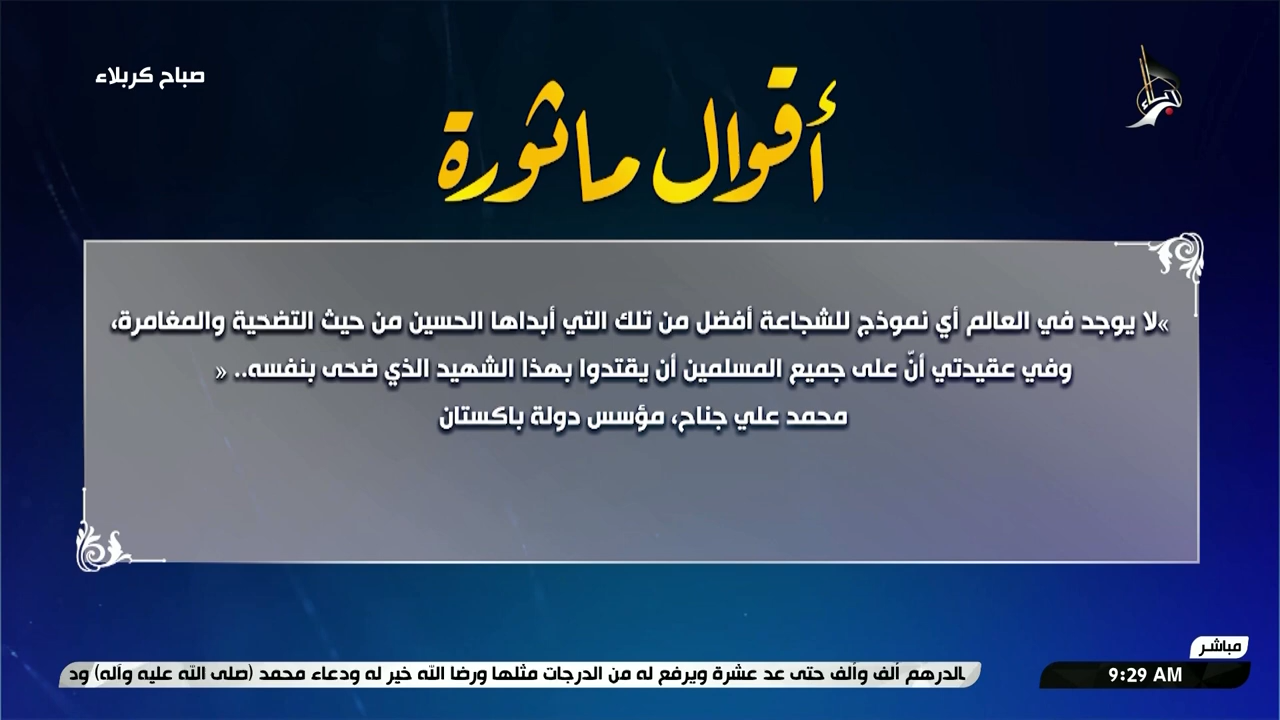 صباح كربلاء
أقوال ماثورة
»لا يوجد في العالم أي نموذج للشجاعة أفضل من تلك التي أبداها الحسين من حيث التضحية والمغامرة،
وفي عقيدتي أنّ على جميع المسلمين أن يقتدوا بهذا الشهيد الذي ضحّى بنفسه.. «
محمد علي جناح، مؤسس دولة باكستان
مباشر
9:29 AM
بالدرهم ألف وألف حتى عد عشرة ويرفع له من الدرجات مثلها ورضا الله خير له ودعاء محمد (صلى الله عليه وآله) ود